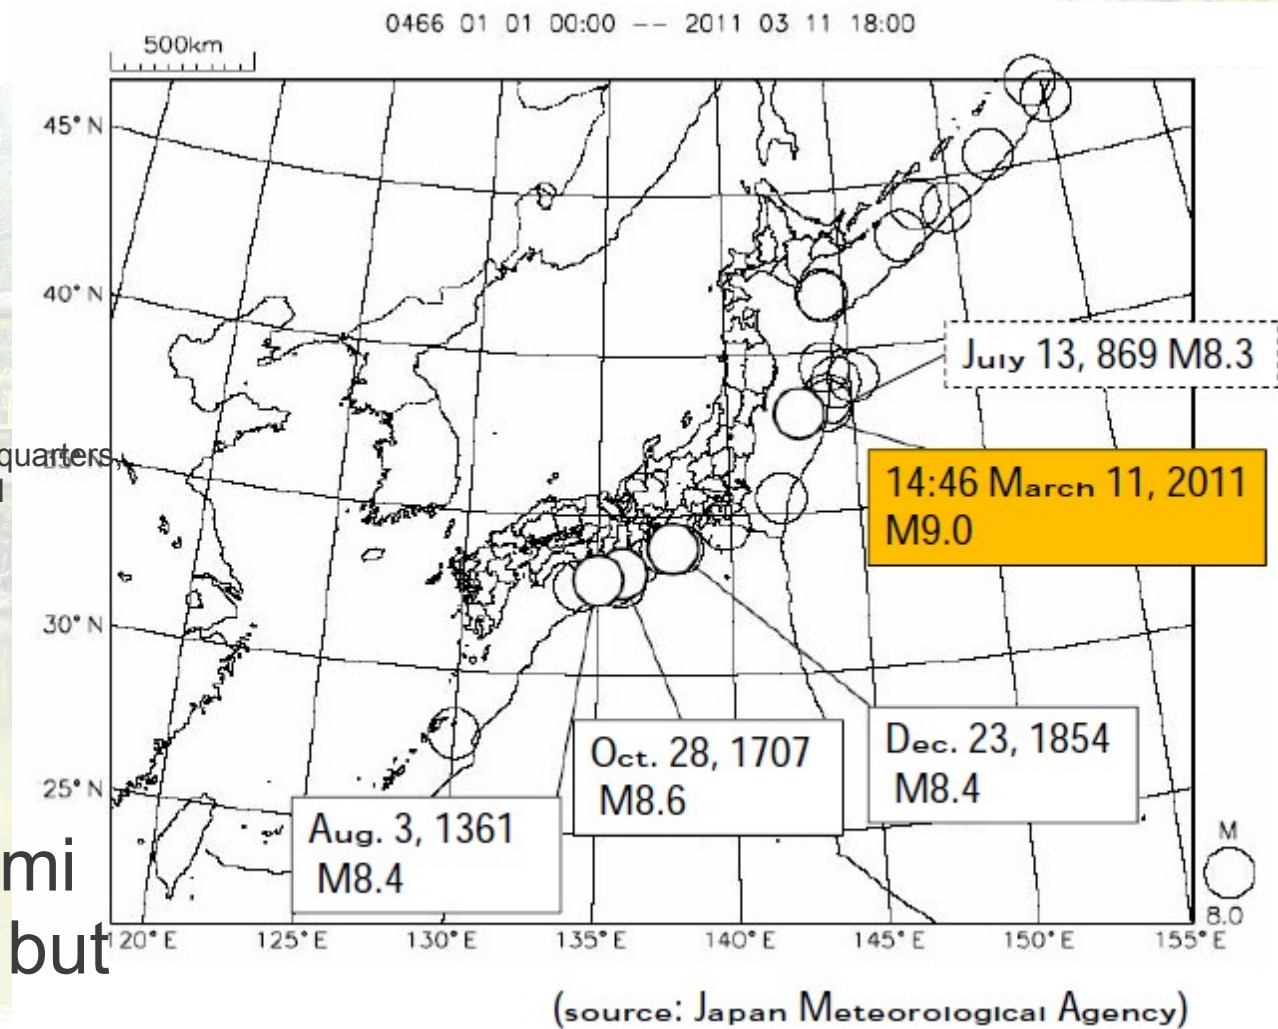 0466 01 01 00:00 -- 2011 03 11 18:00
500km
45° N
40° N
July 13, 869 M8.3
quarters,
14:46 March 11, 2011
M9.0
30° N
Oct. 28, 1707
M8.6
Dec. 23, 1854
M8.4
25° N
Aug. 3, 1361
M8.4
M
8.0
mi
but
120° E 125° E 130° E 135° E 140° E 145° E 150° E 155° E
(source: Japan Meteorological Agency)